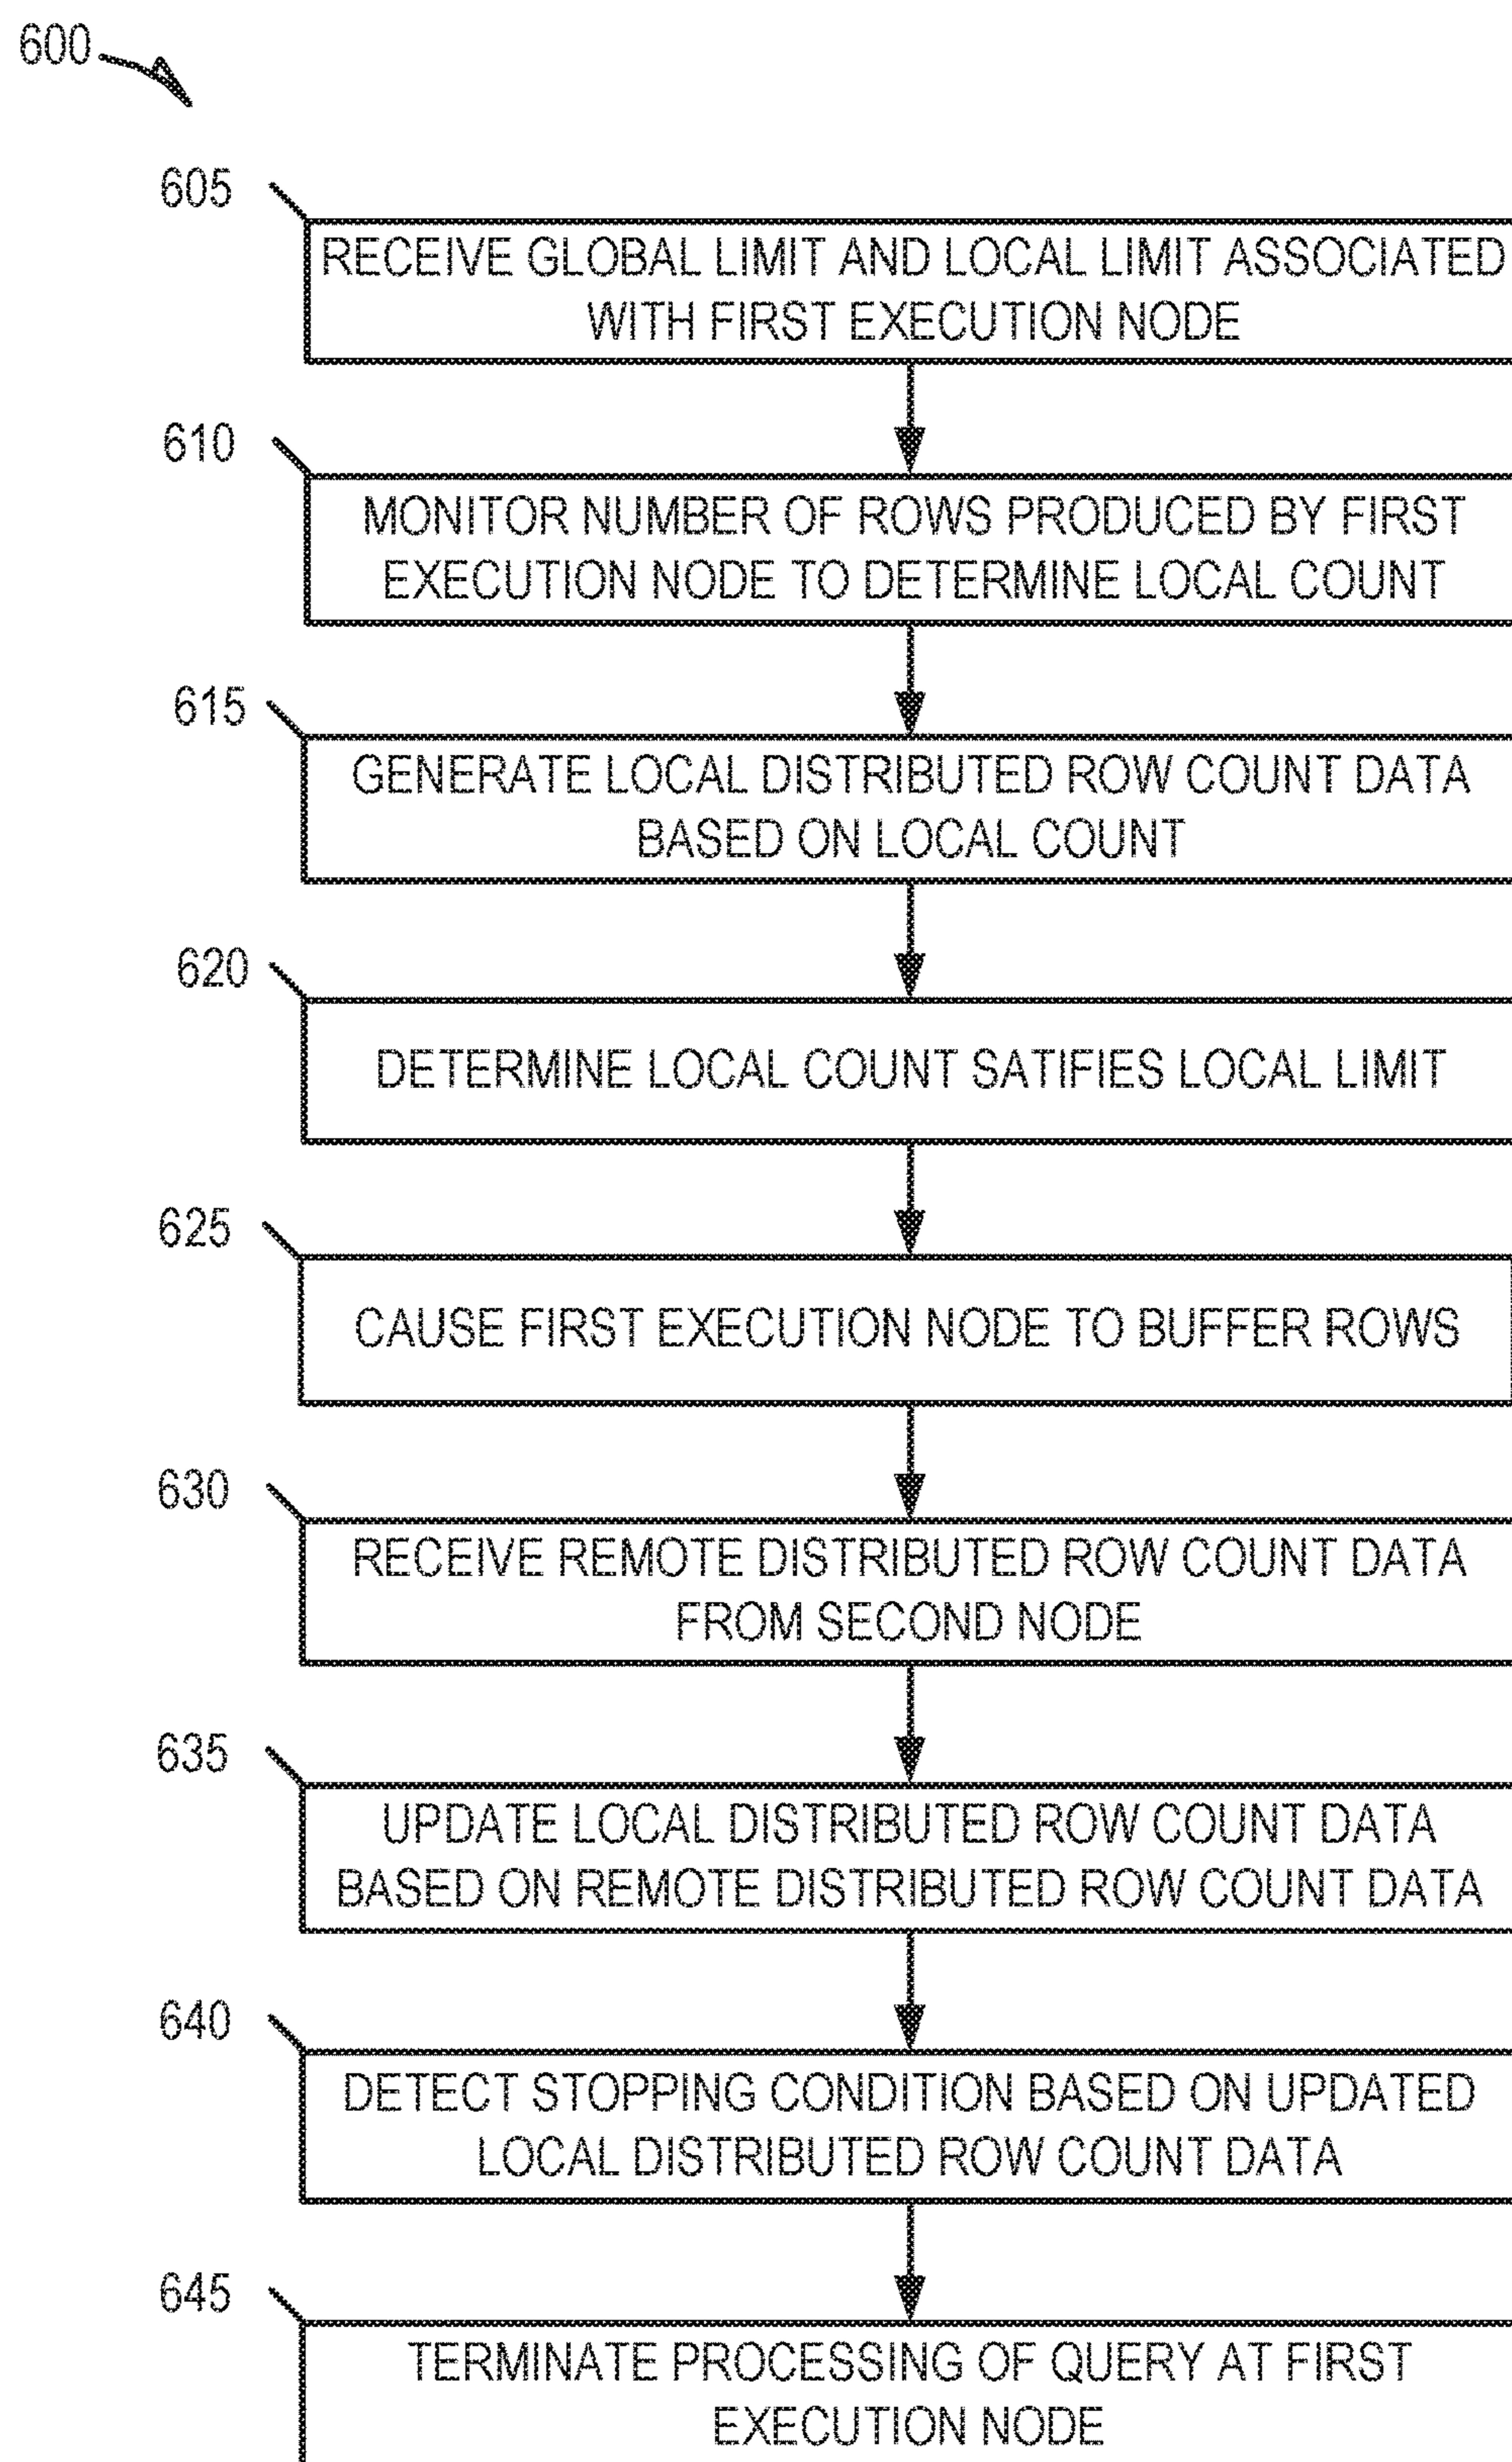 600
605
RECEIVE GLOBAL LIMIT AND LOCAL LIMIT ASSOCIATED
WITH FIRST EXECUTION NODE
610
MONITOR NUMBER OF ROWS PRODUCED BY FIRST
EXECUTION NODE TO DETERMINE LOCAL COUNT
615
GENERATE LOCAL DISTRIBUTED ROW COUNT DATA
BASED ON LOCAL COUNT
620
DETERMINE LOCAL COUNT SATIFIES LOCAL LIMIT
625
CAUSE FIRST EXECUTION NODE TO BUFFER ROWS
630
RECEIVE REMOTE DISTRIBUTED ROW COUNT DATA
FROM SECOND NODE
635
UPDATE LOCAL DISTRIBUTED ROW COUNT DATA
BASED ON REMOTE DISTRIBUTED ROW COUNT DATA
640
DETECT STOPPING CONDITION BASED ON UPDATED
LOCAL DISTRIBUTED ROW COUNT DATA
645
TERMINATE PROCESSING OF QUERY AT FIRST
EXECUTION NODE